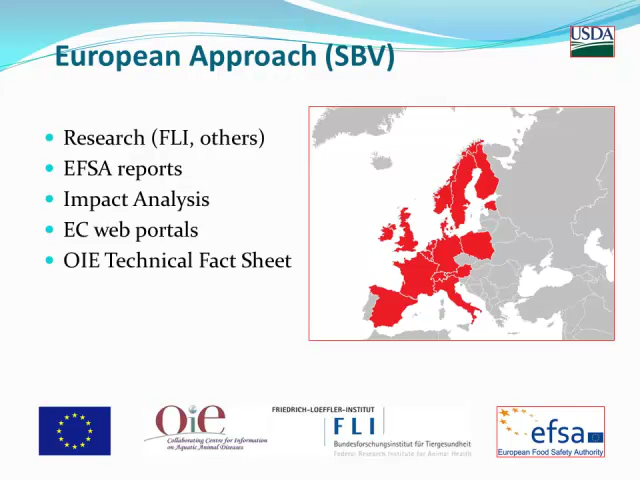 European Approach (SBV)
USDA
Research (FLI, others)
EFSA reports
Impact Analysis
EC web portals
OIE Technical Fact Sheet
OiE
Collaborating Centre for Information
on Aquatic Animal Diseases
FRIEDRICH-LOEFFLER-INSTITUT
FLI
Bundesforschungsinstitut für Tiergesundheit
Federal Research Institute for Animal Health
efsa
European Food Safety Authority